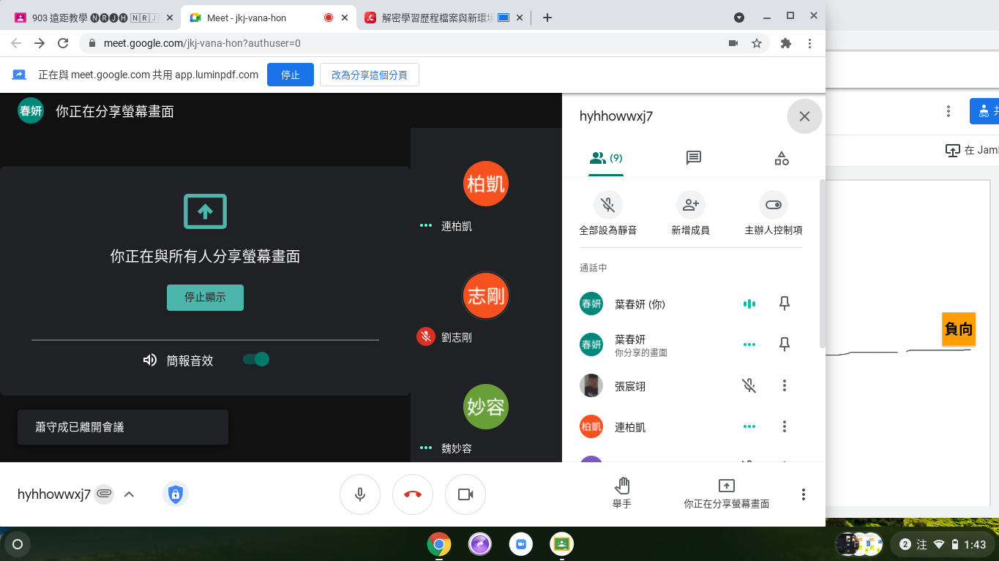 903 遠距教學 🅝🅡🅙🅗 🄽🅁🄹
Meet - jkj-vana-hon
解密學習歷程檔案與新環境
meet.google.com/jkj-vana-hon?authuser=0
正在與 meet.google.com 共用 app.luminpdf.com
停止
改為分享這個分頁
春妍
你正在分享螢幕畫面
你正在與所有人分享螢幕畫面
停止顯示
簡報音效
蕭守成已離開會議
柏凱
連柏凱
志剛
劉志剛
妙容
魏妙容
hyhhowwxj7
(9)
全部設為靜音
新增成員
主辦人控制項
通話中
春妍
葉春妍 (你)
春妍
葉春妍
你分享的畫面
張宸翊
柏凱
連柏凱
在 Jam
負向
hyhhowwxj7
舉手
你正在分享螢幕畫面
2
注
1:43